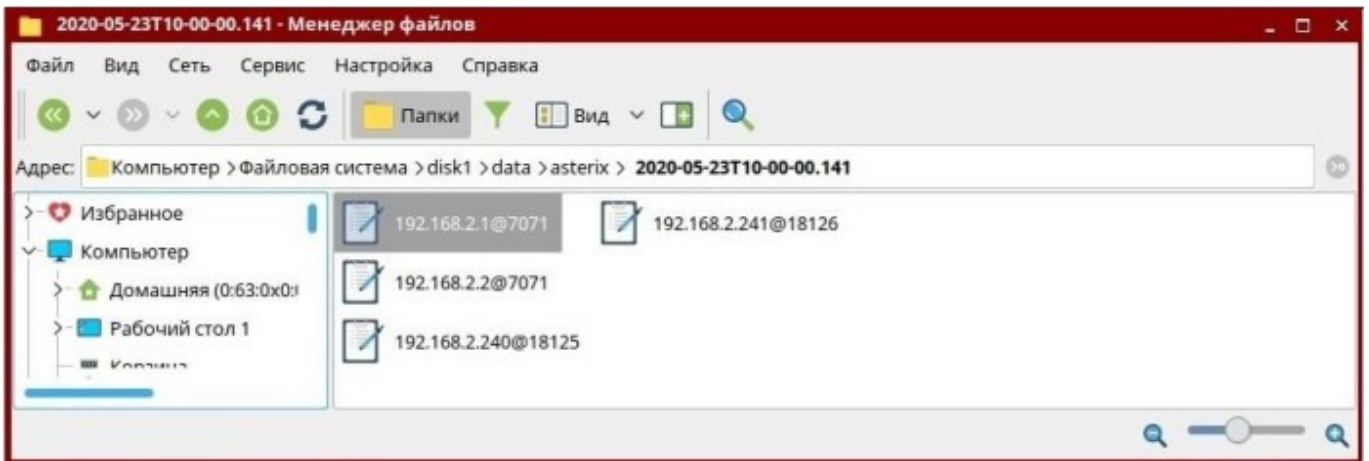 2020-05-23T10-00-00.141 - Менеджер файлов
Файл Вид Сеть Сервис Настройка Справка
Папки Вид
Адрес: Компьютер > Файловая система > disk1 > data > asterix > 2020-05-23T10-00-00.141
Избранное
Компьютер
Домашняя (0:63:0x0:
Рабочий стол 1
Корзина
192.168.2.1@7071
192.168.2.2@7071
192.168.2.240@18125
192.168.2.241@18126